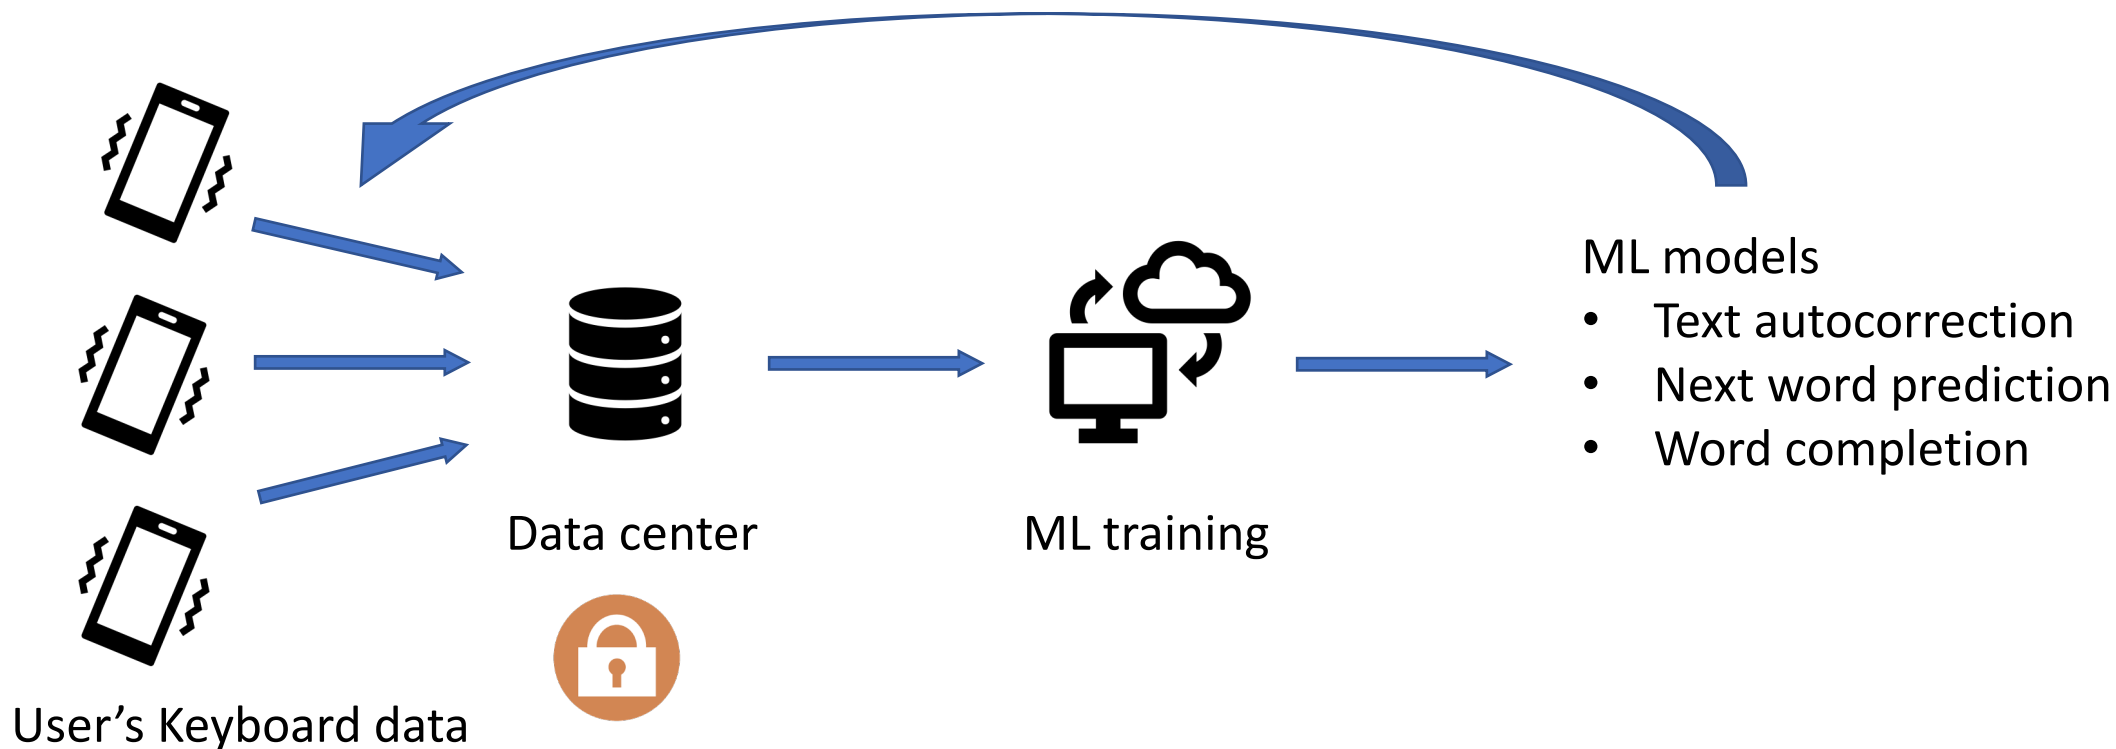 ML models
• Text autocorrection
• Next word prediction
• Word completion
Data center
ML training
User’s Keyboard data